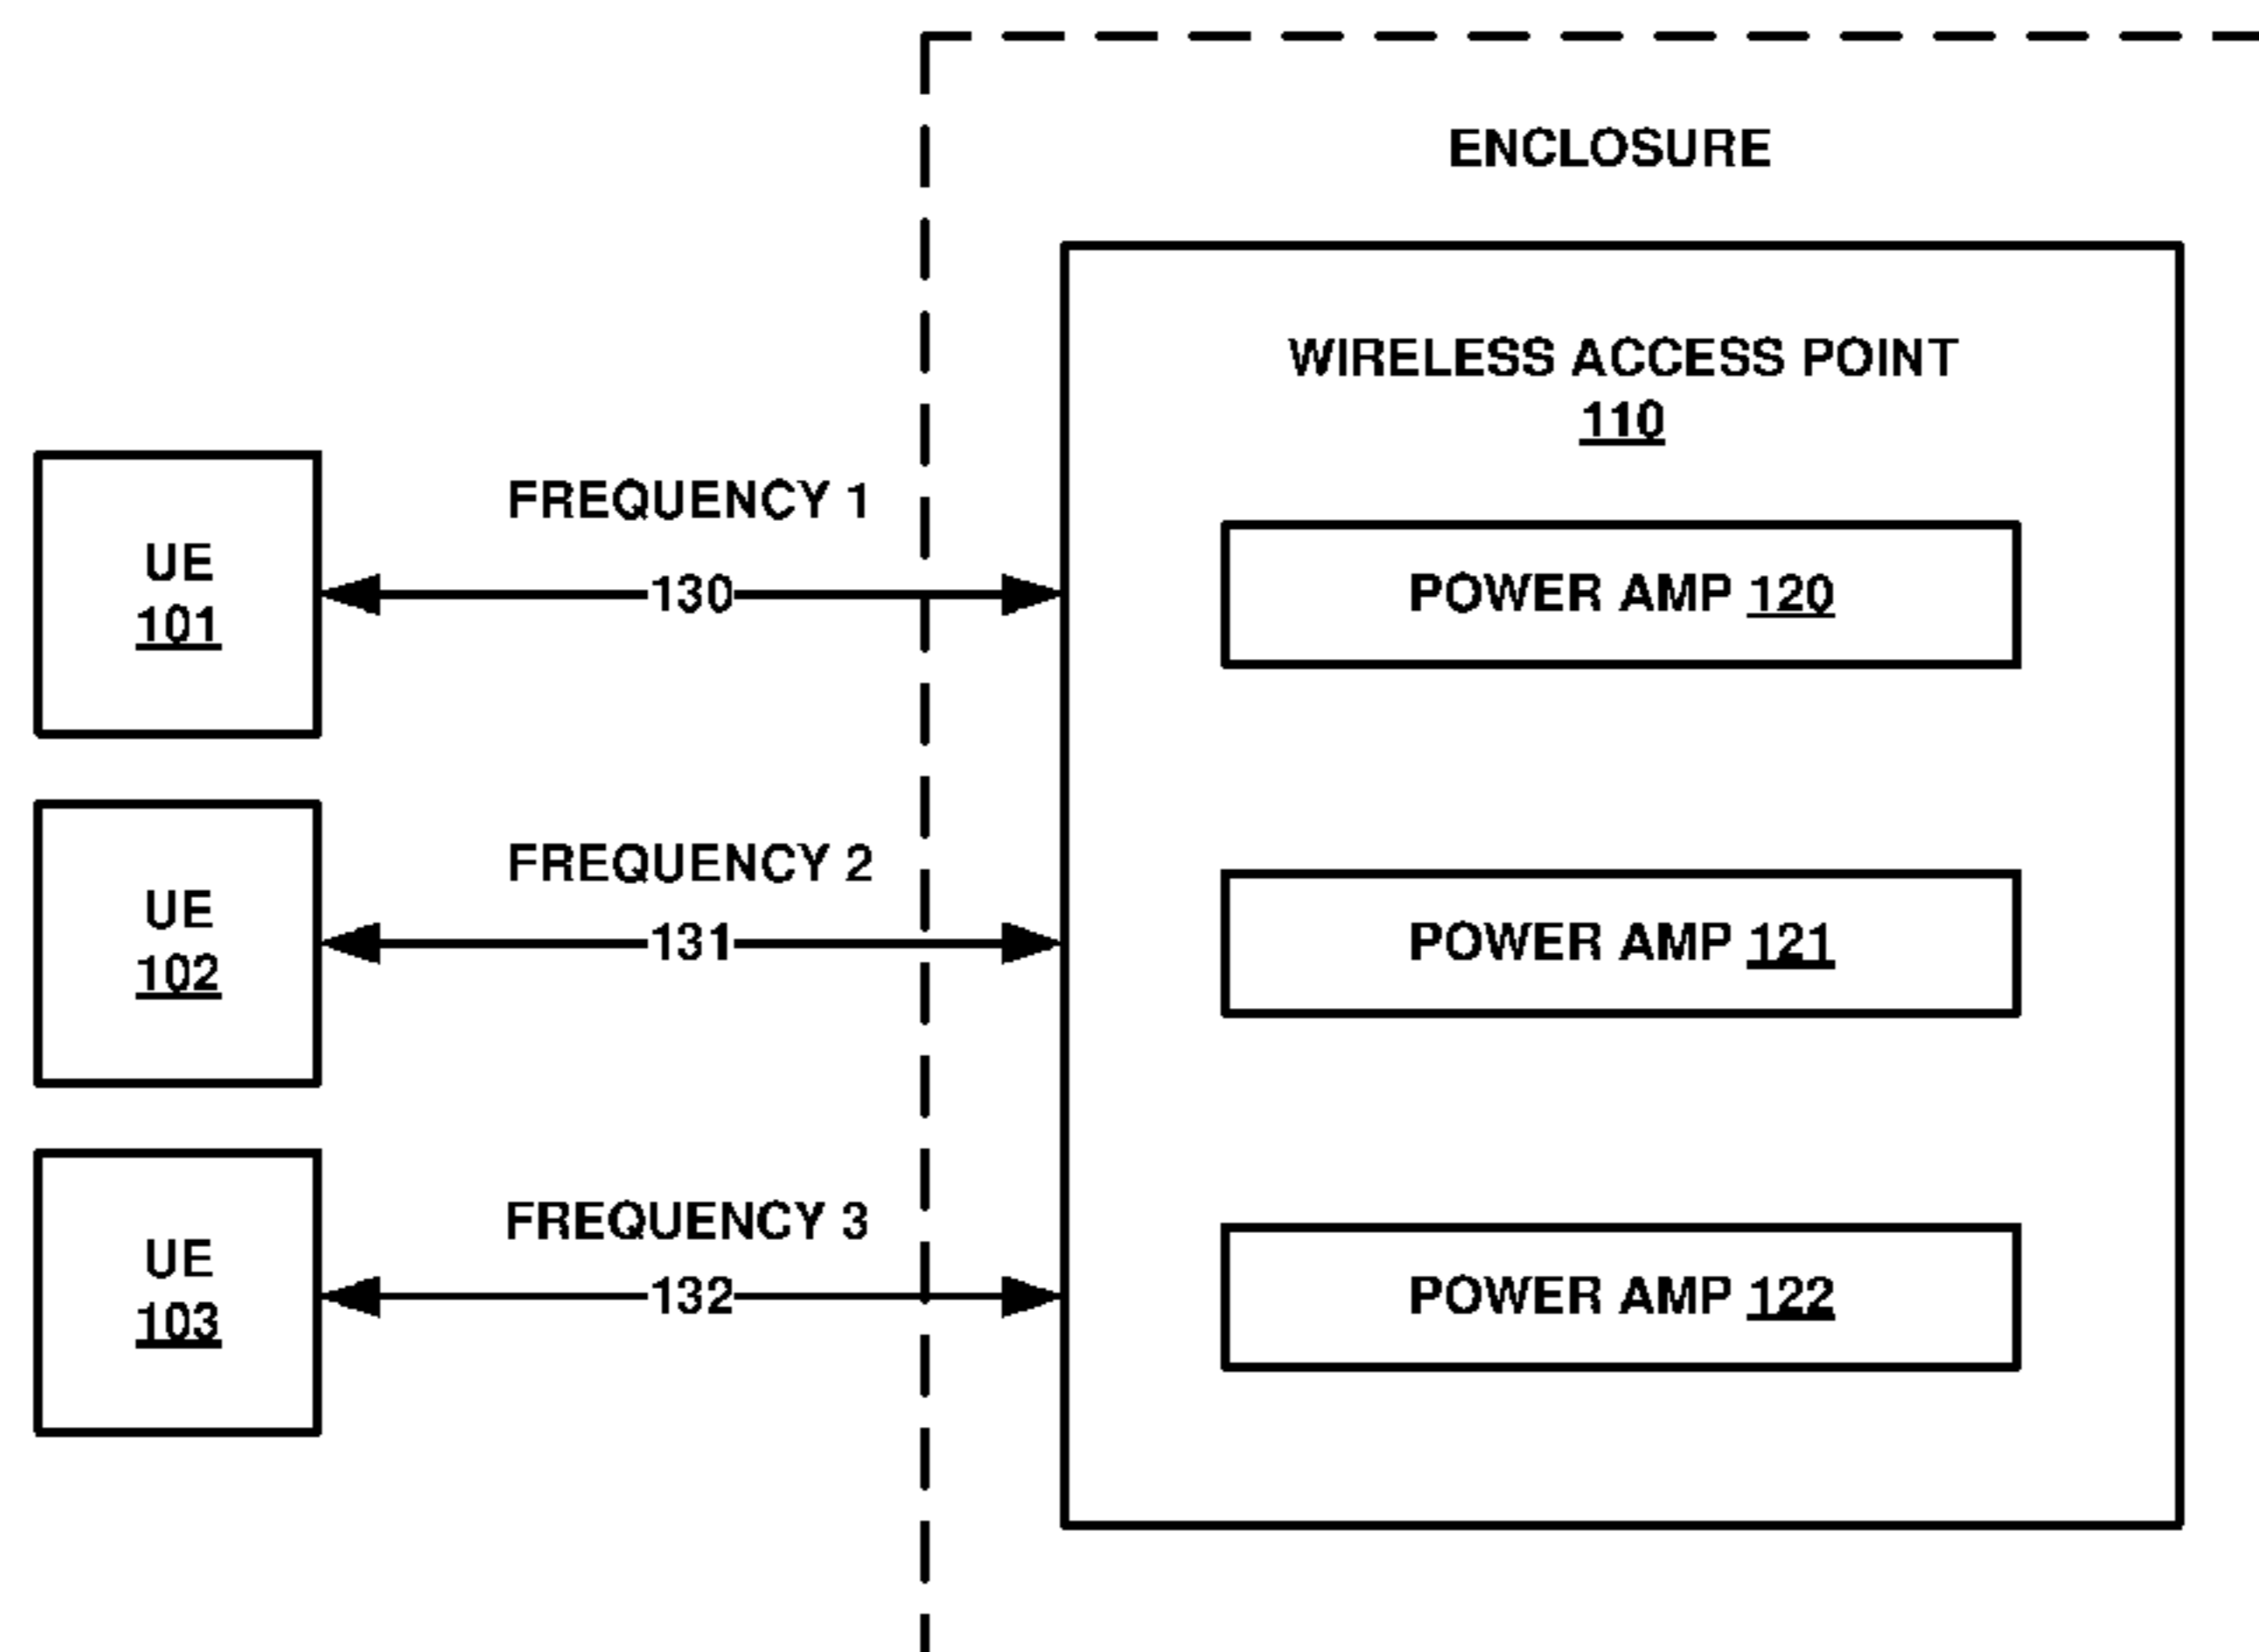 ENCLOSURE
WIRELESS ACCESS POINT
110
UE
101
FREQUENCY 1
130
POWER AMP 120
UE
102
FREQUENCY 2
131
POWER AMP 121
UE
103
FREQUENCY 3
132
POWER AMP 122